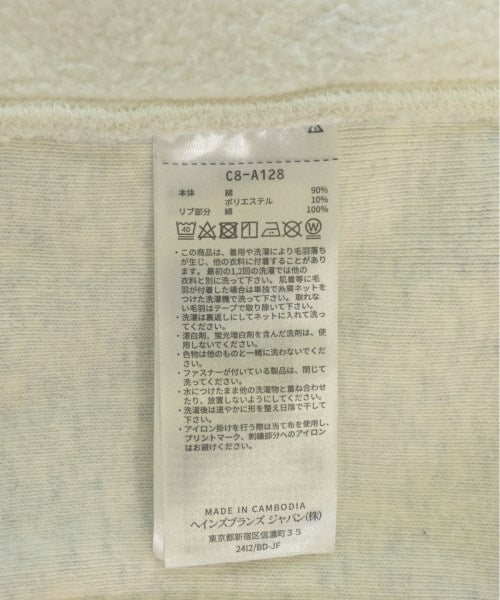 C8-A128
本体 綿 90%
ポリエステル 10%
リブ部分 綿 100%
40 W
・この商品は、着用や洗濯により毛羽落ち
が生じ、他の衣料に付着することがあり
ます。最初の1,2回の洗濯では他の
衣料と別に洗って下さい。肌着等に毛
羽が付着した場合は単独で糸屑ネットを
つけた洗濯機で洗って下さい。取れな
い毛羽はテープで取り除いて下さい。
・洗濯は裏返しにしてネットに入れて洗っ
てください。
・漂白剤、蛍光増白剤を含んだ洗剤は、使
用しないでください。
・色物は他のものと一緒に洗わないでくだ
さい。
・ファスナーが付いている製品は、閉じて
洗ってください。
・水につけたまま他の洗濯物と重ね合わせ
たり、放置しないようにしてください。
・洗濯後は速やかに形を整え日陰で干して
下さい。
・アイロン掛けを行う際は当て布を使用し、
プリントマーク、刺繍部分へのアイロン
はお避けください。
MADE IN CAMBODIA
ヘインズブランズ ジャパン(株)
東京都新宿区信濃町35
2412/BD-JF